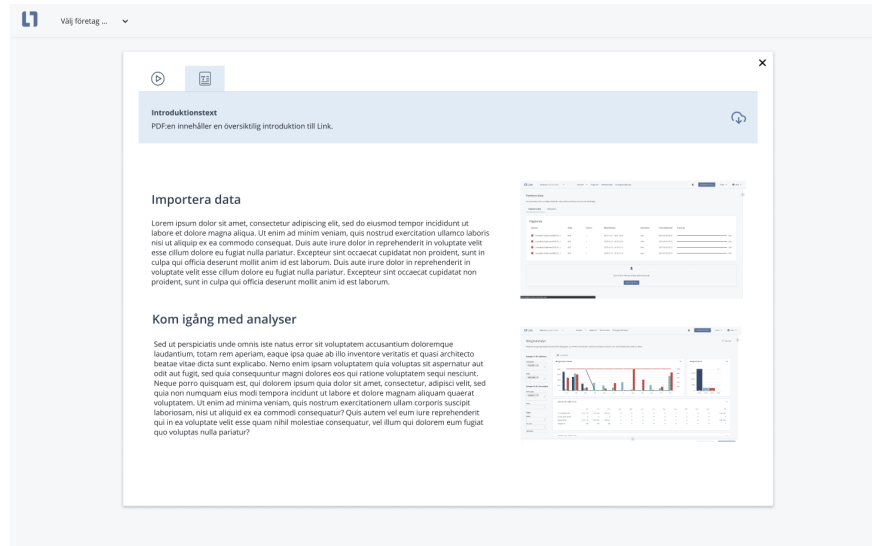 Välj företag ...
Introduktionstext
PDF:en innehåller en översiktilig introduktion till Link.
Importera data
Lorem ipsum dolor sit amet, consectetur adipiscing elit, sed do eiusmod tempor incididunt ut
labore et dolore magna aliqua. Ut enim ad minim veniam, quis nostrud exercitation ullamco laboris
nisi ut aliquip ex ea commodo consequat. Duis aute irure dolor in reprehenderit in voluptate velit
esse cillum dolore eu fugiat nulla pariatur. Excepteur sint occaecat cupidatat non proident, sunt in
culpa qui officia deserunt mollit anim id est laborum. Duis aute irure dolor in reprehenderit in
voluptate velit esse cillum dolore eu fugiat nulla pariatur. Excepteur sint occaecat cupidatat non
proident, sunt in culpa qui officia deserunt mollit anim id est laborum.
Kom igång med analyser
Sed ut perspiciatis unde omnis iste natus error sit voluptatem accusantium doloremque
laudantium, totam rem aperiam, eaque ipsa quae ab illo inventore veritatis et quasi architecto
beatae vitae dicta sunt explicabo. Nemo enim ipsam voluptatem quia voluptas sit aspernatur aut
odit aut fugit, sed quia consequuntur magni dolores eos qui ratione voluptatem sequi nesciunt.
Neque porro quisquam est, qui dolorem ipsum quia dolor sit amet, consectetur, adipisci velit, sed
quia non numquam eius modi tempora incidunt ut labore et dolore magnam aliquam quaerat
voluptatem. Ut enim ad minima veniam, quis nostrum exercitationem ullam corporis suscipit
laboriosam, nisi ut aliquid ex ea commodi consequatur? Quis autem vel eum iure reprehenderit
qui in ea voluptate velit esse quam nihil molestiae consequatur, vel illum qui dolorem eum fugiat
quo voluptas nulla pariatur?